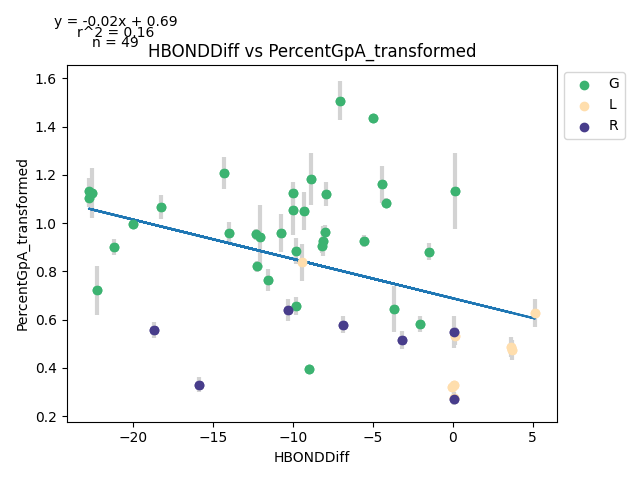 y = -0.02x + 0.69
r^2 = 0.16
n = 49
HBONDDiff vs PercentGpA_transformed
1.6
1.4
1.2
1.0
0.8
0.6
0.4
0.2
PercentGpA_transformed
−20
−15
−10
−5
0
5
HBONDDiff
G
L
R